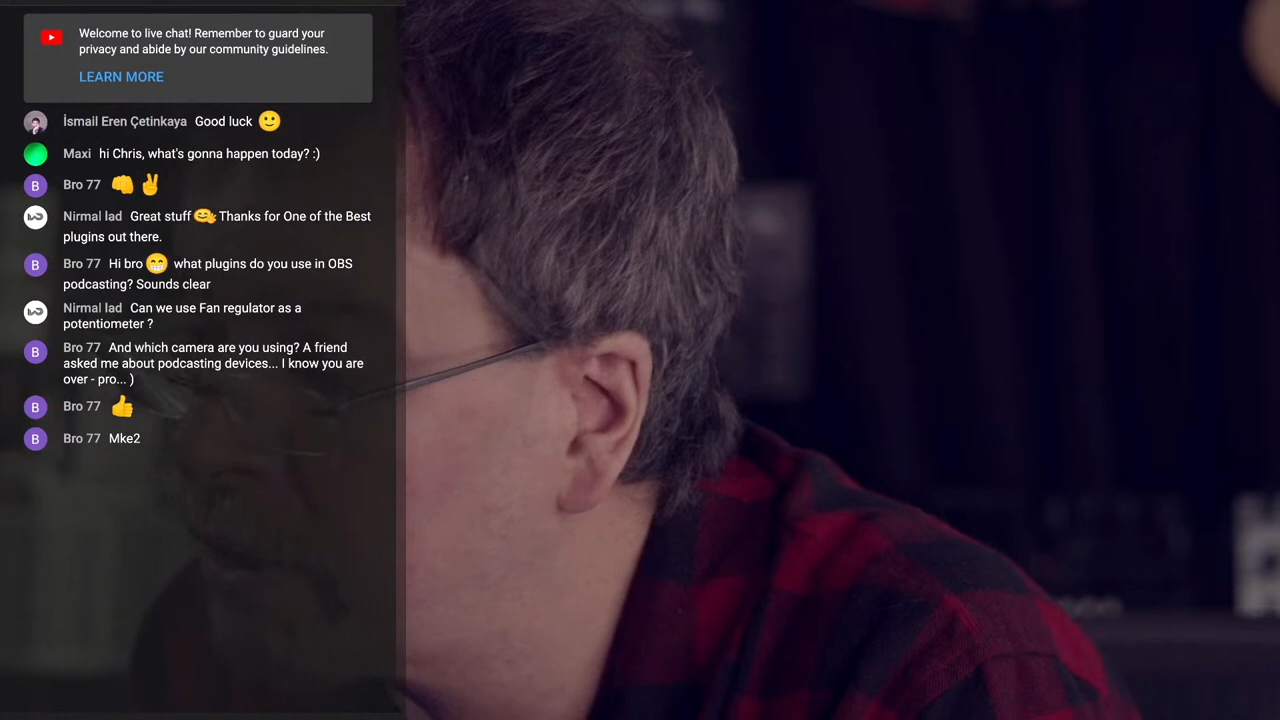 Welcome to live chat! Remember to guard your
privacy and abide by our community guidelines.
LEARN MORE
İsmail Eren Çetinkaya Good luck 🙂
Maxi hi Chris, what's gonna happen today? :)
B Bro 77 👊✌
Nirmal lad Great stuff🤗 Thanks for One of the Best
plugins out there.
B Bro 77 Hi bro😁 what plugins do you use in OBS
podcasting? Sounds clear
Nirmal lad Can we use Fan regulator as a
potentiometer ?
B Bro 77 And which camera are you using? A friend
asked me about podcasting devices... I know you are
over - pro... )
B Bro 77 👍
B Bro 77 Mke2